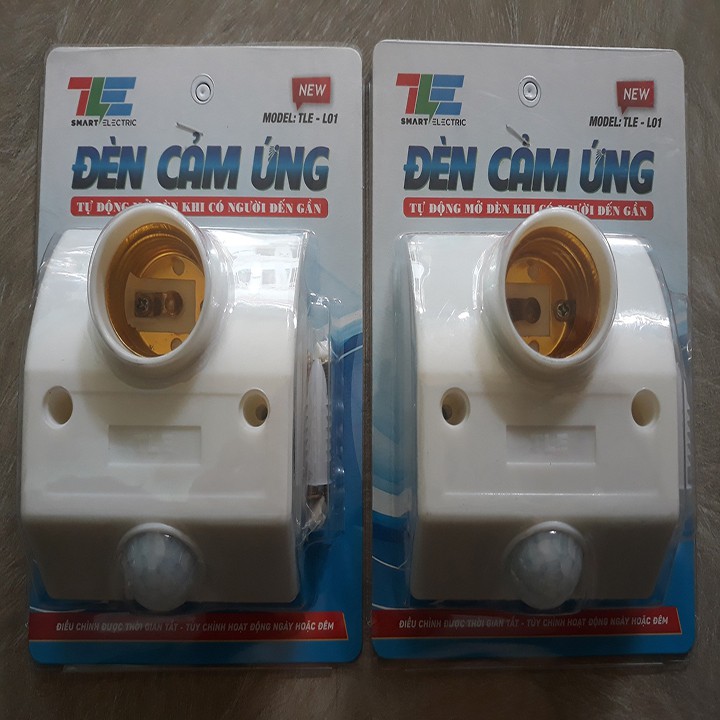 TLE
SMART ELECTRIC
NEW
MODEL: TLE - L01
ĐÈN CẢM ỨNG
TỰ ĐỘNG MỞ ĐÈN KHI CÓ NGƯỜI ĐẾN GẦN
ĐIỀU CHỈNH ĐƯỢC THỜI GIAN TẮT - TÙY CHỈNH HOẠT ĐỘNG NGÀY HOẶC ĐÊM
TLE
SMART ELECTRIC
NEW
MODEL: TLE - L01
ĐÈN CẢM ỨNG
TỰ ĐỘNG MỞ ĐÈN KHI CÓ NGƯỜI ĐẾN GẦN
ĐIỀU CHỈNH ĐƯỢC THỜI GIAN TẮT - TÙY CHỈNH HOẠT ĐỘNG NGÀY HOẶC ĐÊM